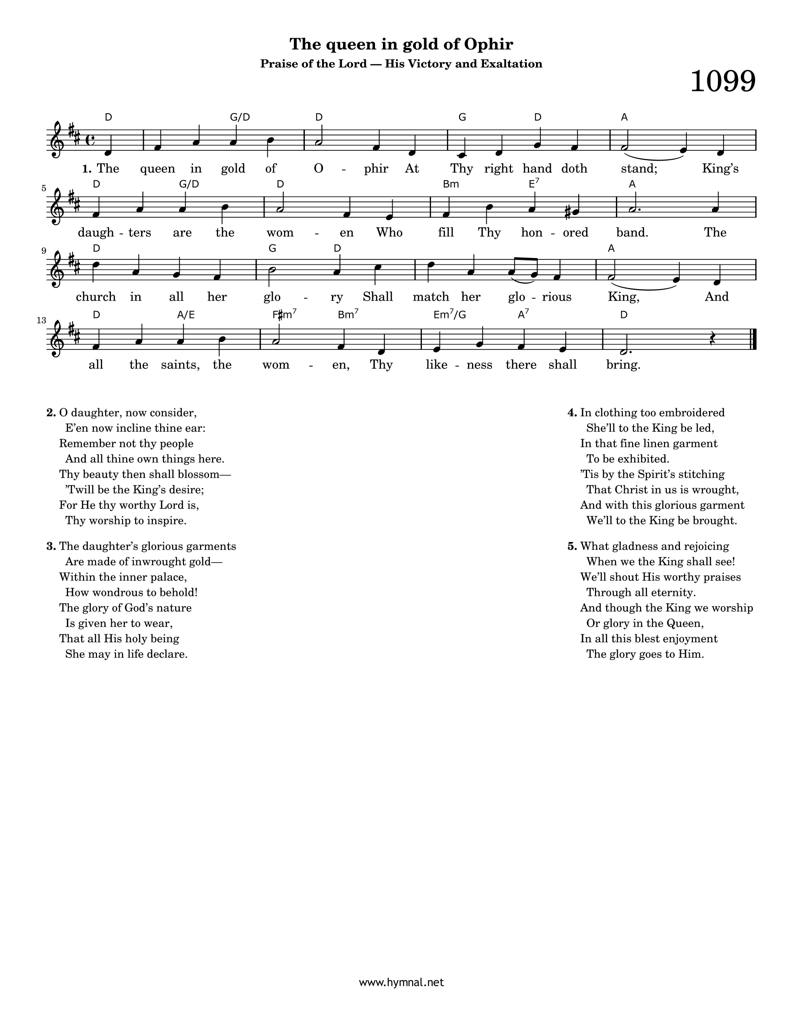 The queen in gold of Ophir
Praise of the Lord — His Victory and Exaltation
1099
D G/D D G D A
1. The queen in gold of O - phir At Thy right hand doth stand; King's
5 D G/D D Bm E7 A
daugh - ters are the wom - en Who fill Thy hon - ored band. The
9 D G D A
church in all her glo - ry Shall match her glo - rious King, And
13 D A/E F♯m7 Bm7 Em7/G A7 D
all the saints, the wom - en, Thy like - ness there shall bring.
2. O daughter, now consider,
E'en now incline thine ear:
Remember not thy people
And all thine own things here.
Thy beauty then shall blossom—
'Twill be the King's desire;
For He thy worthy Lord is,
Thy worship to inspire.
3. The daughter's glorious garments
Are made of inwrought gold—
Within the inner palace,
How wondrous to behold!
The glory of God's nature
Is given her to wear,
That all His holy being
She may in life declare.
4. In clothing too embroidered
She'll to the King be led,
In that fine linen garment
To be exhibited.
'Tis by the Spirit's stitching
That Christ in us is wrought,
And with this glorious garment
We'll to the King be brought.
5. What gladness and rejoicing
When we the King shall see!
We'll shout His worthy praises
Through all eternity.
And though the King we worship
Or glory in the Queen,
In all this blest enjoyment
The glory goes to Him.
www.hymnal.net